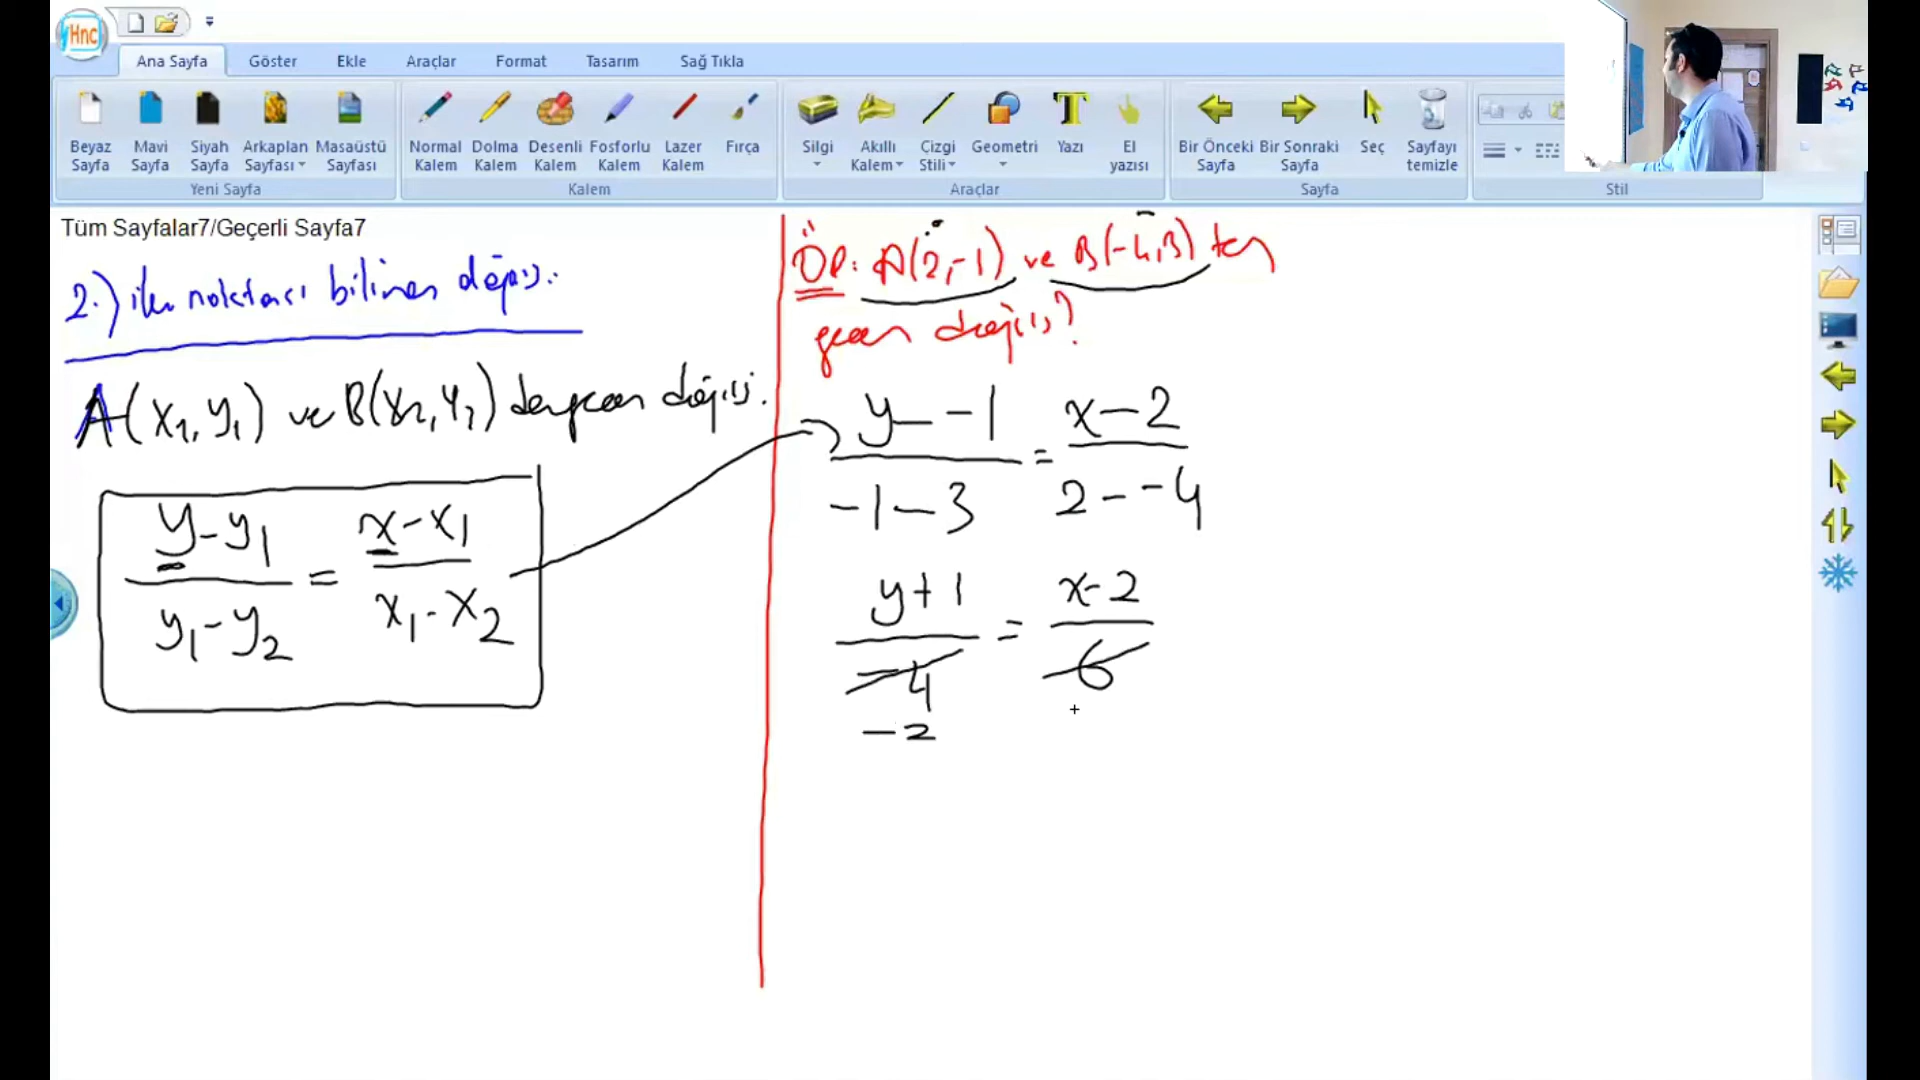 Hnc
Ana Sayfa Göster Ekle Araçlar Format Tasarım Sağ Tıkla
Beyaz Sayfa Mavi Sayfa Siyah Sayfa Arkaplan Sayfası Masaüstü Sayfası Normal Kalem Dolma Kalem Desenli Kalem Fosforlu Kalem Lazer Kalem Fırça Silgi Akıllı Kalem Çizgi Stili Geometri Yazı El yazısı Bir Önceki Sayfa Bir Sonraki Sayfa Seç Sayfayı temizle
Yeni Sayfa Kalem Araçlar Sayfa Stil
Tüm Sayfalar7/Geçerli Sayfa7
2.) iki noktası bilinen doğru
A(x₁, y₁) ve B(x₂, y₂) den geçen doğru
y-y₁ / y₁-y₂ = x-x₁ / x₁-x₂
ÖR: A(2,-1) ve B(-4,3) ten
geçen doğru?
y - -1 / -1-3 = x-2 / 2 - -4
y+1 / -4 = x-2 / 6
-2